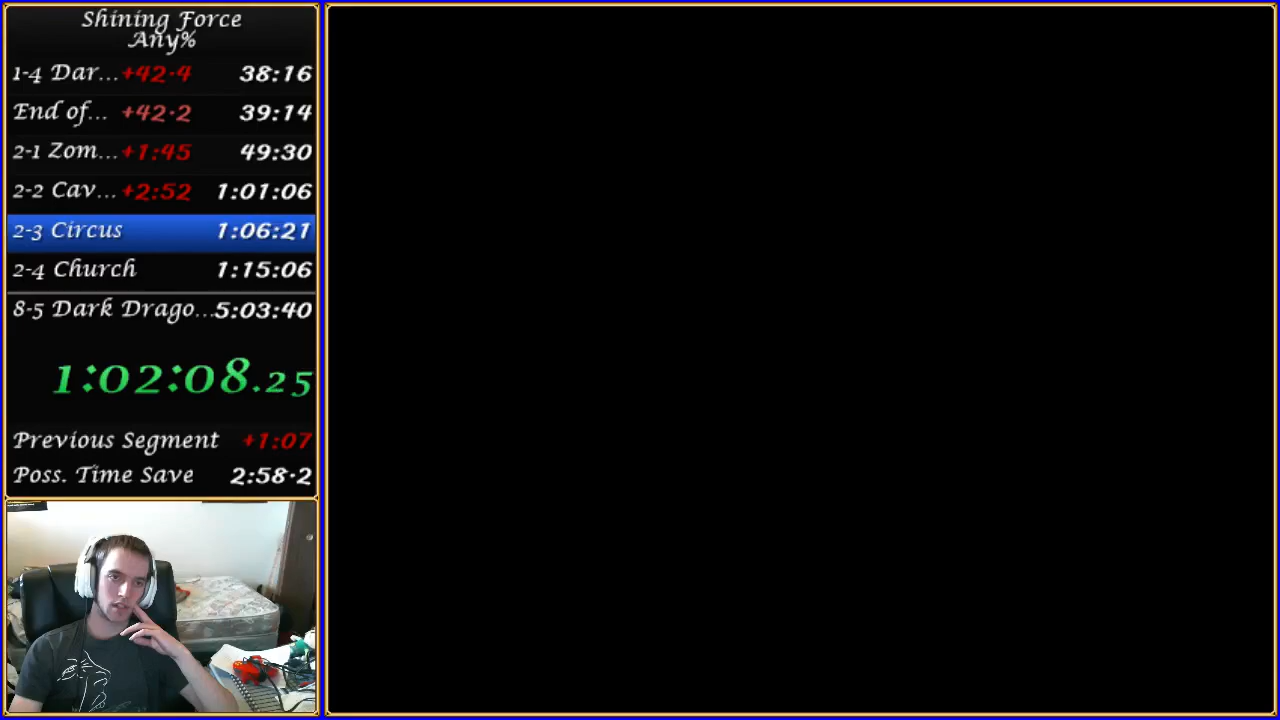 Shining Force
Any%
1-4 Dar... +42.4 38:16
End of... +42.2 39:14
2-1 Zom... +1:45 49:30
2-2 Cav... +2:52 1:01:06
2-3 Circus 1:06:21
2-4 Church 1:15:06
8-5 Dark Drago... 5:03:40
1:02:08.25
Previous Segment +1:07
Poss. Time Save 2:58.2